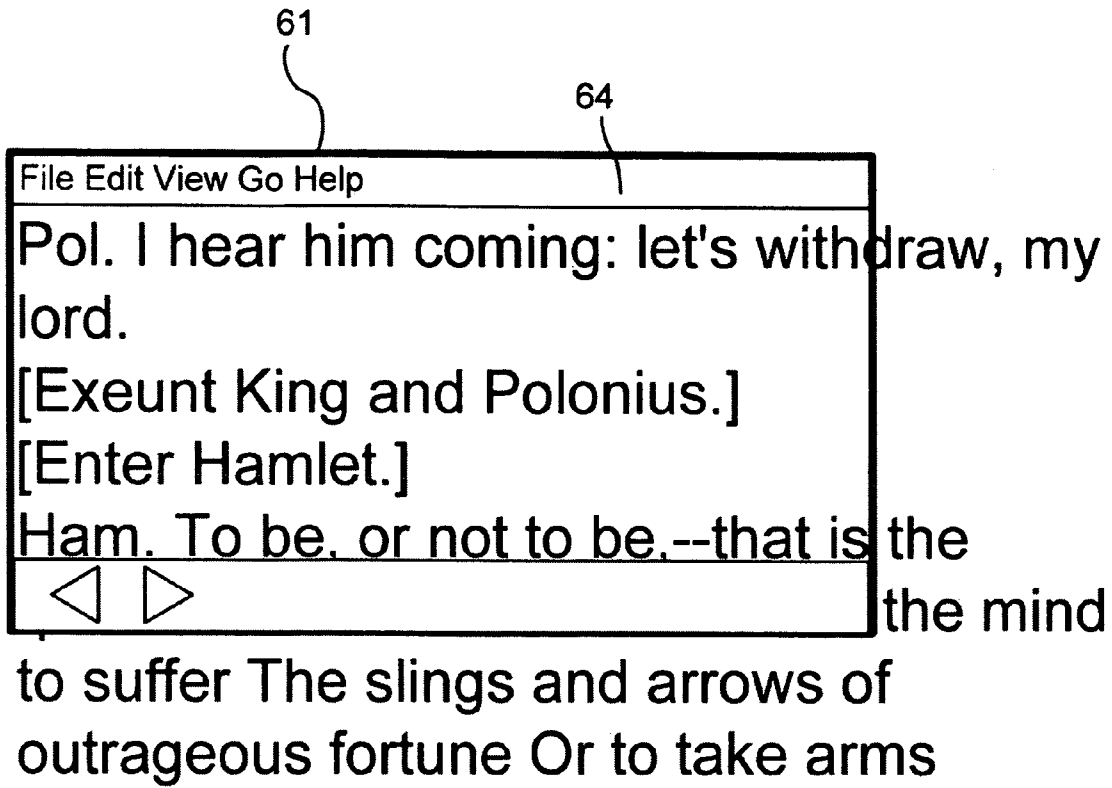 61
64
File Edit View Go Help
Pol. I hear him coming: let's withdraw, my
lord.
[Exeunt King and Polonius.]
[Enter Hamlet.]
Ham. To be, or not to be,--that is the
the mind
to suffer The slings and arrows of
outrageous fortune Or to take arms